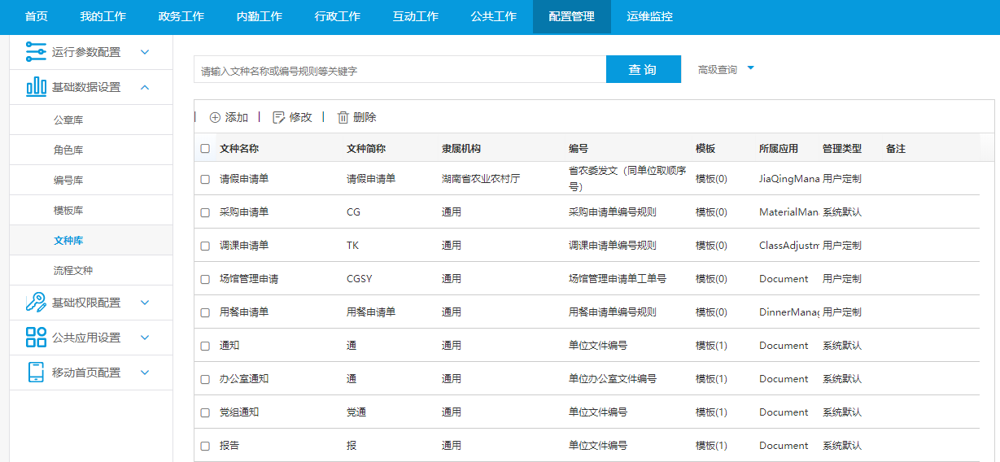 首页 我的工作 政务工作 内勤工作 行政工作 互动工作 公共工作 配置管理 运维监控
运行参数配置
基础数据设置
公章库
角色库
编号库
模板库
文种库
流程文种
基础权限配置
公共应用设置
移动首页配置
请输入文种名称或编号规则等关键字 查 询 高级查询
添加 修改 删除
文种名称 文种简称 隶属机构 编号 模板 所属应用 管理类型 备注
请假申请单 请假申请单 湖南省农业农村厅 省农委发文（同单位取顺序
号） 模板(0) JiaQingMana 用户定制
采购申请单 CG 通用 采购申请单编号规则 模板(0) MaterialMan 系统默认
调课申请单 TK 通用 调课申请单编号规则 模板(0) ClassAdjustm 用户定制
场馆管理申请 CGSY 通用 场馆管理申请单工单号 模板(0) Document 用户定制
用餐申请单 用餐申请单 通用 用餐申请单编号规则 模板(0) DinnerManag 用户定制
通知 通 通用 单位文件编号 模板(1) Document 系统默认
办公室通知 通 通用 单位办公室文件编号 模板(1) Document 系统默认
党组通知 党通 通用 单位文件编号 模板(1) Document 系统默认
报告 报 通用 单位文件编号 模板(1) Document 系统默认